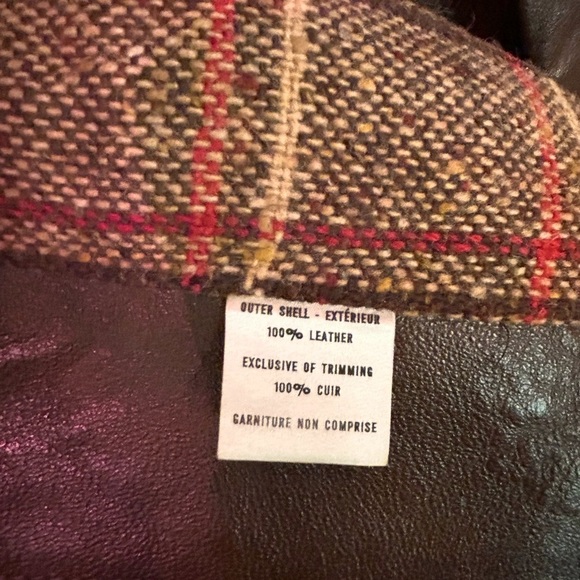 OUTER SHELL - EXTÉRIEUR
100% LEATHER
EXCLUSIVE OF TRIMMING
100% CUIR
GARNITURE NON COMPRISE